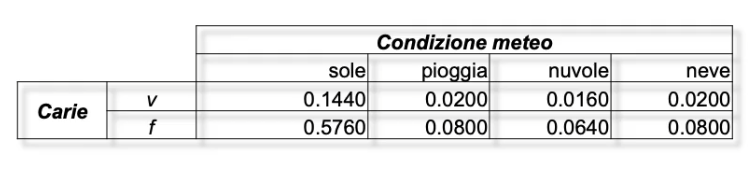 Condizione meteo
sole pioggia nuvole neve
Carie v 0.1440 0.0200 0.0160 0.0200
f 0.5760 0.0800 0.0640 0.0800